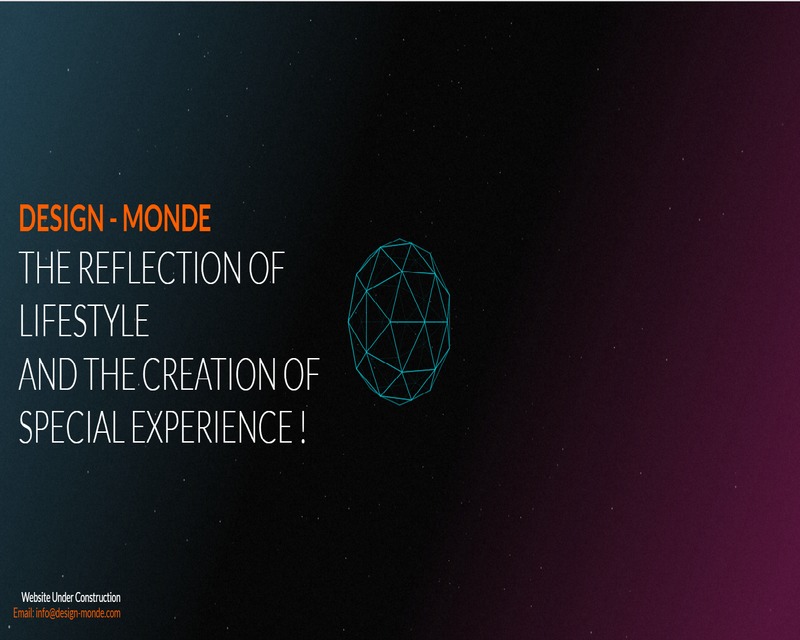 DESIGN - MONDE
THE REFLECTION OF
LIFESTYLE
AND THE CREATION OF
SPECIAL EXPERIENCE !
Website Under Construction
Email: info@design-monde.com